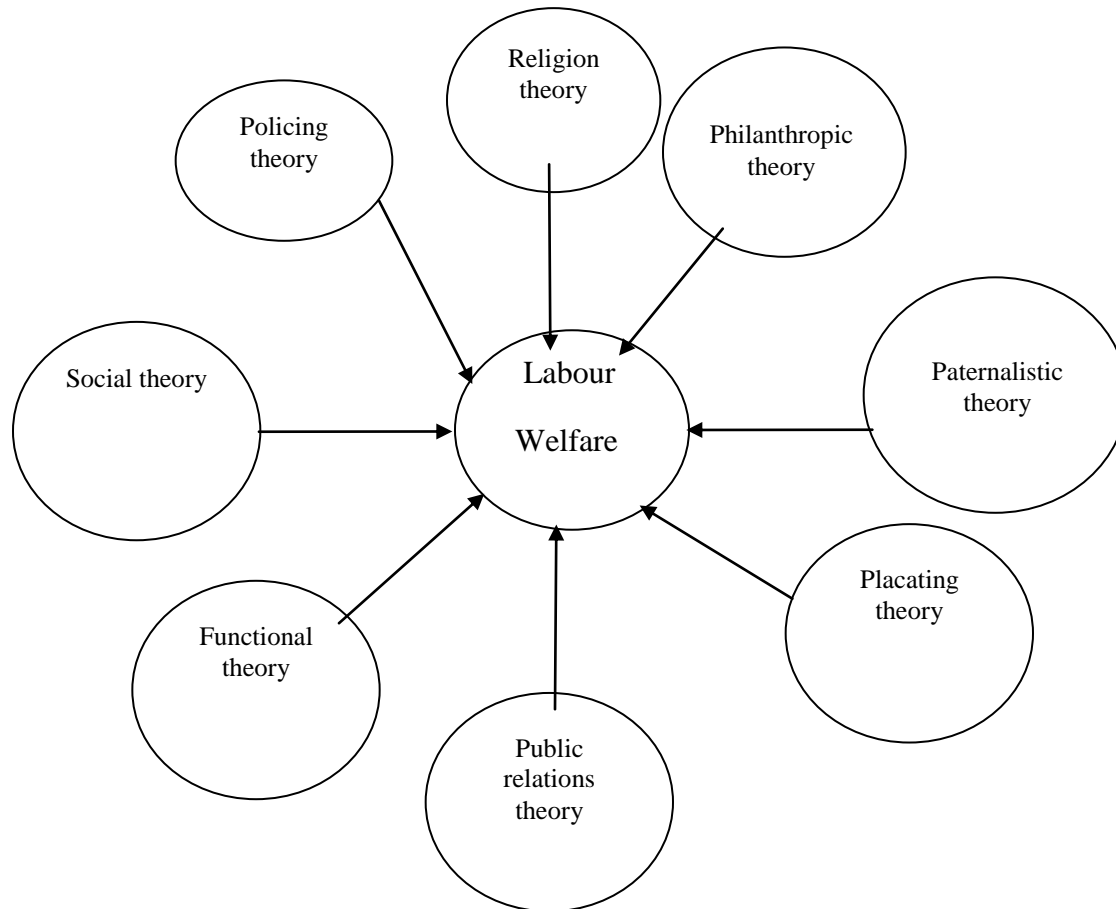 Religion
theory
Policing
theory
Philanthropic
theory
Labour
Welfare
Social theory
Paternalistic
theory
Placating
theory
Functional
theory
Public
relations
theory